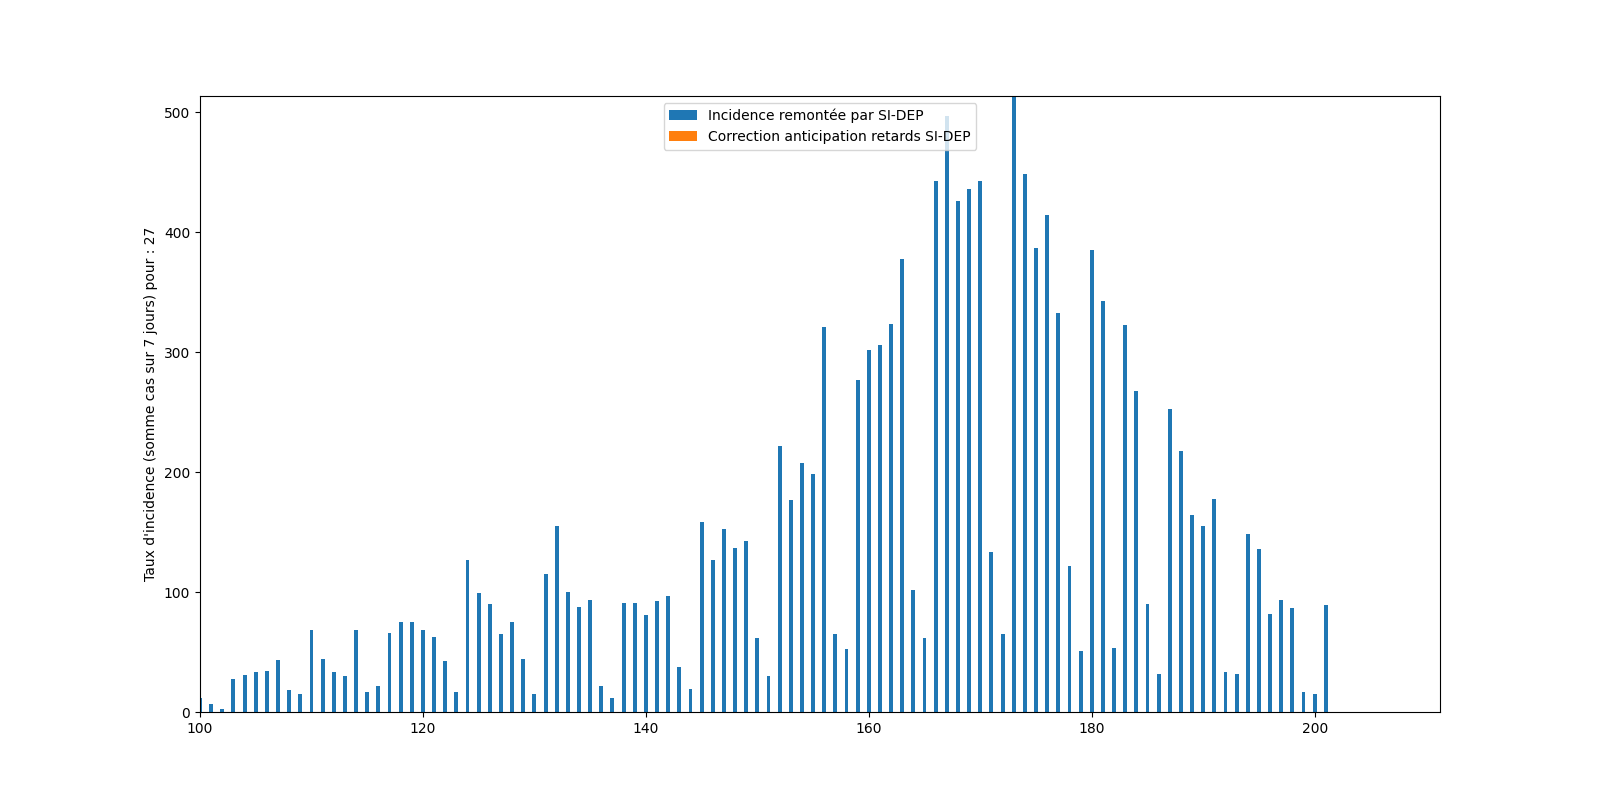 Incidence remontée par SI-DEP
Correction anticipation retards SI-DEP
Taux d'incidence (somme cas sur 7 jours) pour : 27
500
400
300
200
100
0
100 120 140 160 180 200